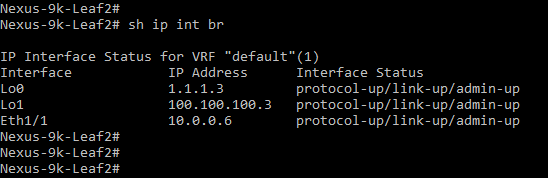 Nexus-9k-Leaf2#
Nexus-9k-Leaf2# sh ip int br
IP Interface Status for VRF "default"(1)
Interface IP Address Interface Status
Lo0 1.1.1.3 protocol-up/link-up/admin-up
Lo1 100.100.100.3 protocol-up/link-up/admin-up
Eth1/1 10.0.0.6 protocol-up/link-up/admin-up
Nexus-9k-Leaf2#
Nexus-9k-Leaf2#
Nexus-9k-Leaf2#